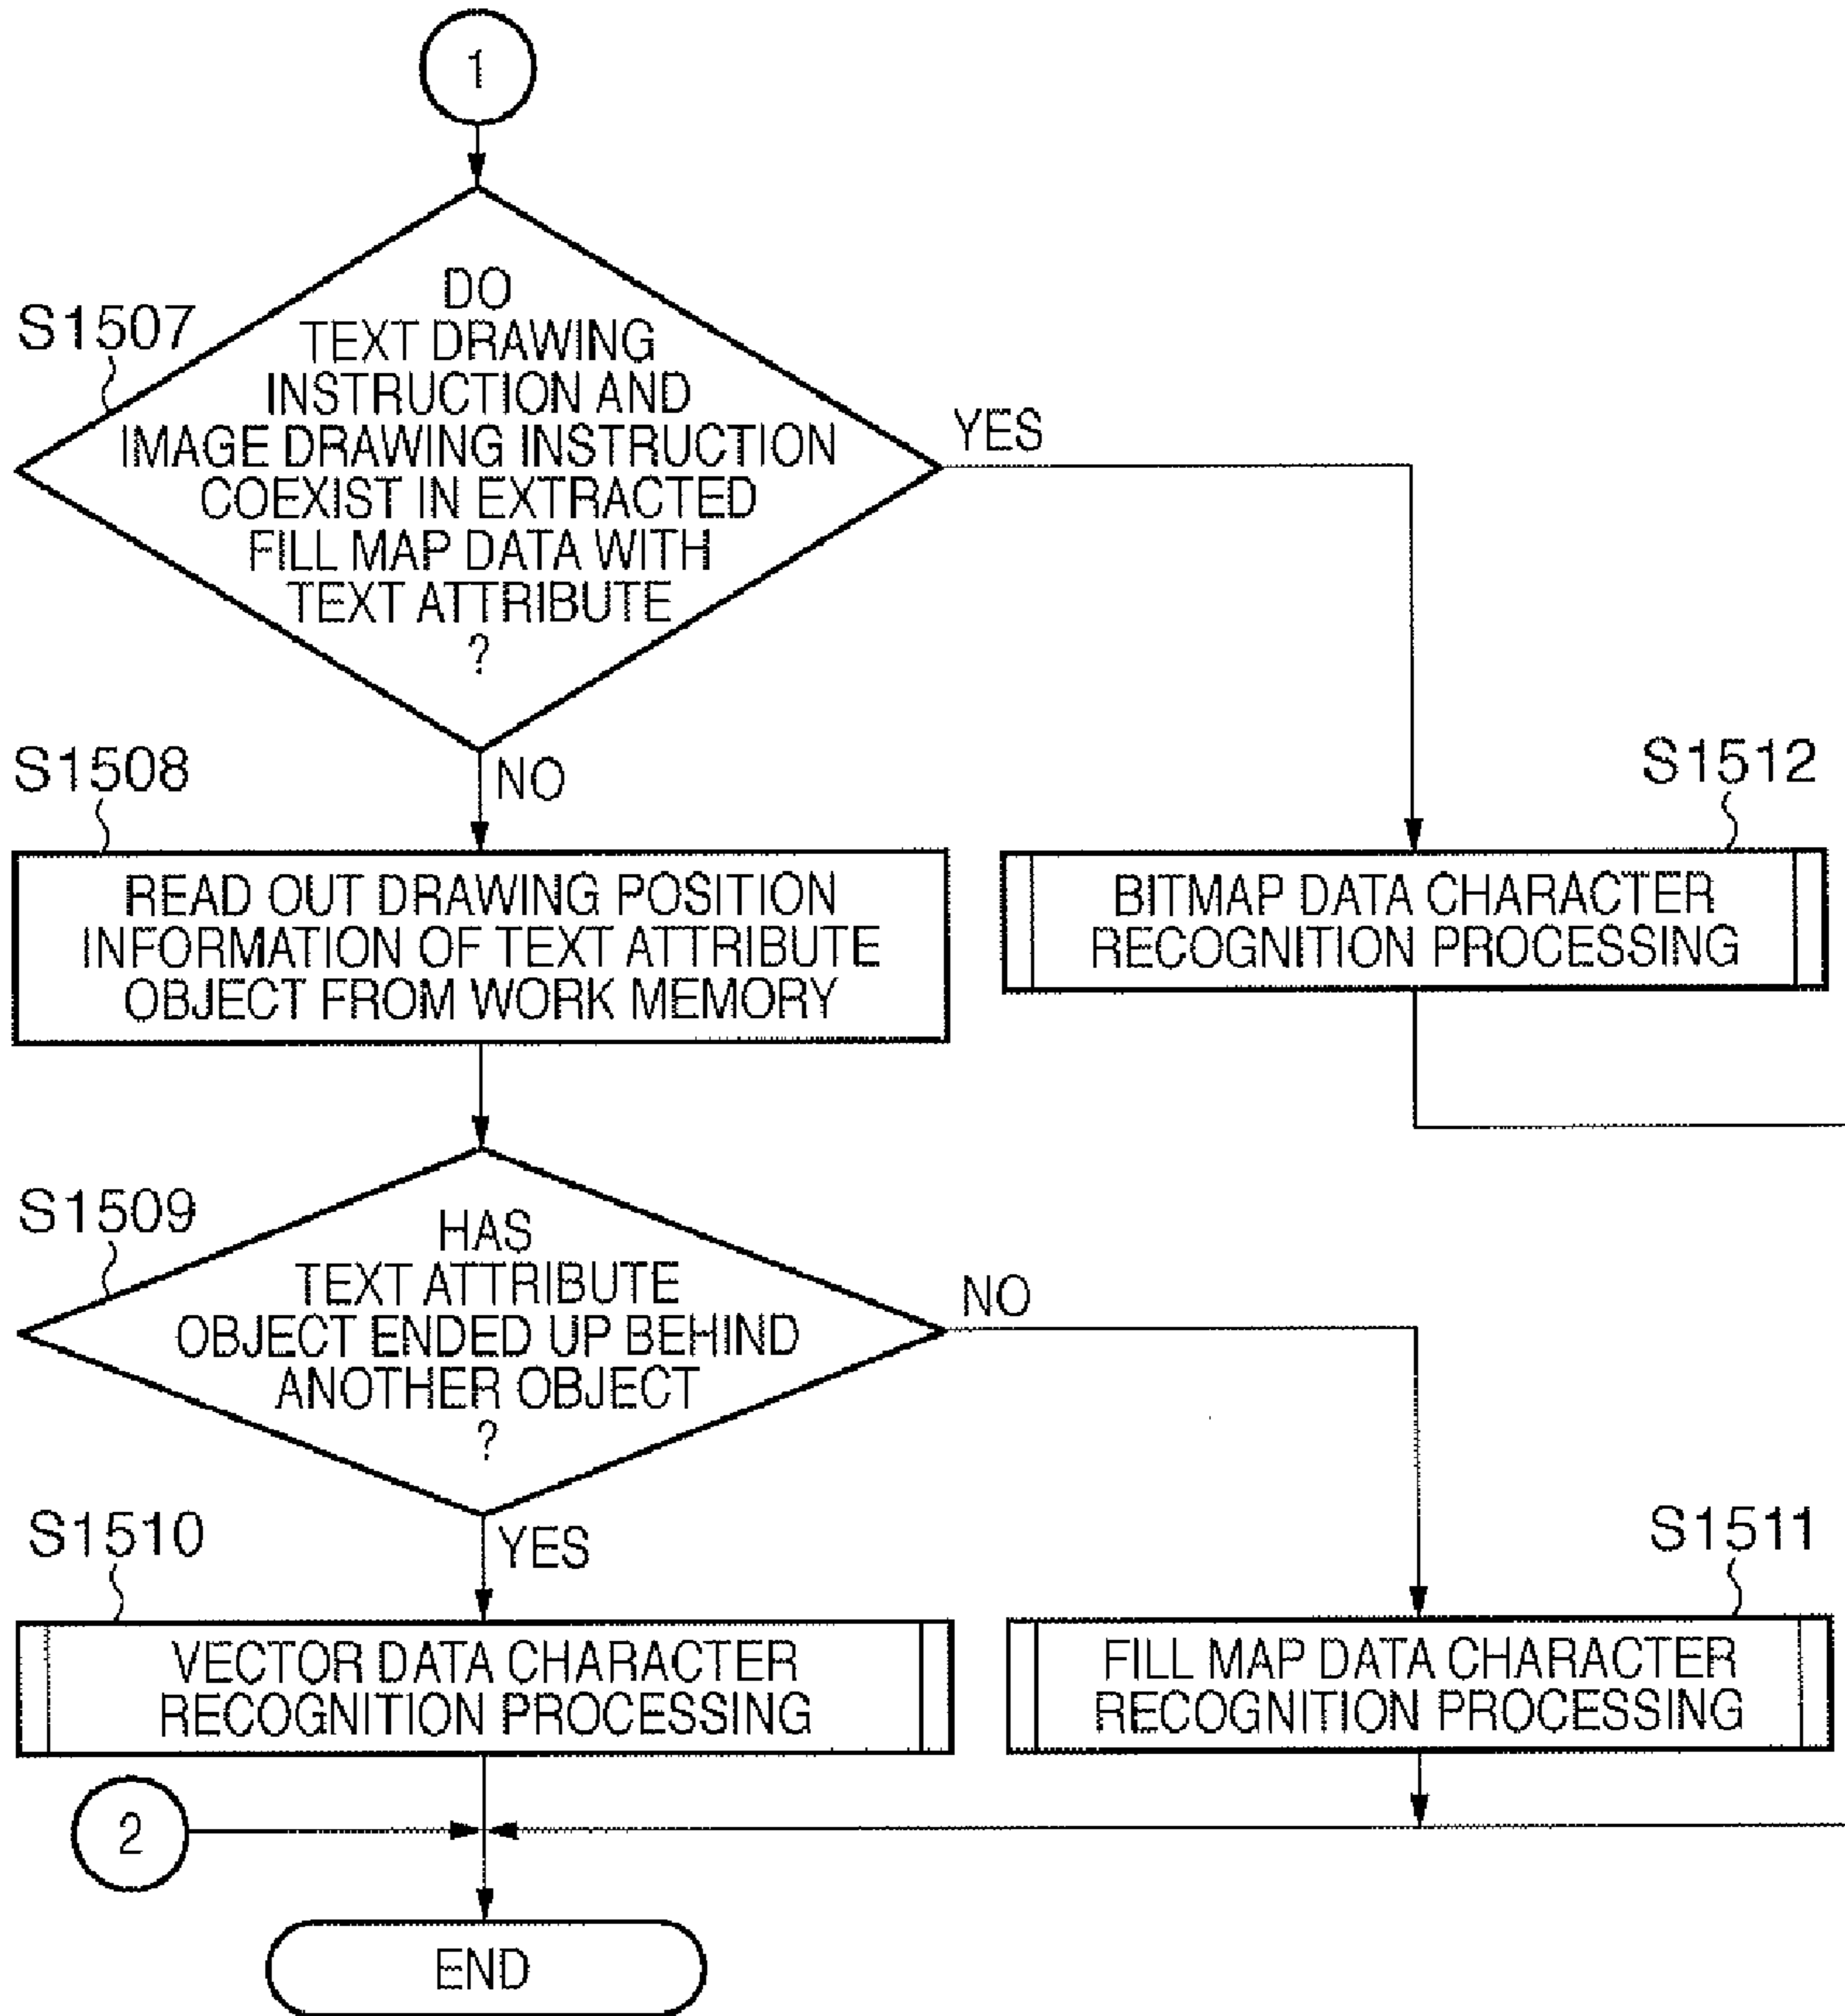 1
S1507
DO
TEXT DRAWING
INSTRUCTION AND
IMAGE DRAWING INSTRUCTION
COEXIST IN EXTRACTED
FILL MAP DATA WITH
TEXT ATTRIBUTE
?
YES
NO
S1508
READ OUT DRAWING POSITION
INFORMATION OF TEXT ATTRIBUTE
OBJECT FROM WORK MEMORY
S1512
BITMAP DATA CHARACTER
RECOGNITION PROCESSING
S1509
HAS
TEXT ATTRIBUTE
OBJECT ENDED UP BEHIND
ANOTHER OBJECT
?
NO
YES
S1510
VECTOR DATA CHARACTER
RECOGNITION PROCESSING
S1511
FILL MAP DATA CHARACTER
RECOGNITION PROCESSING
2
END